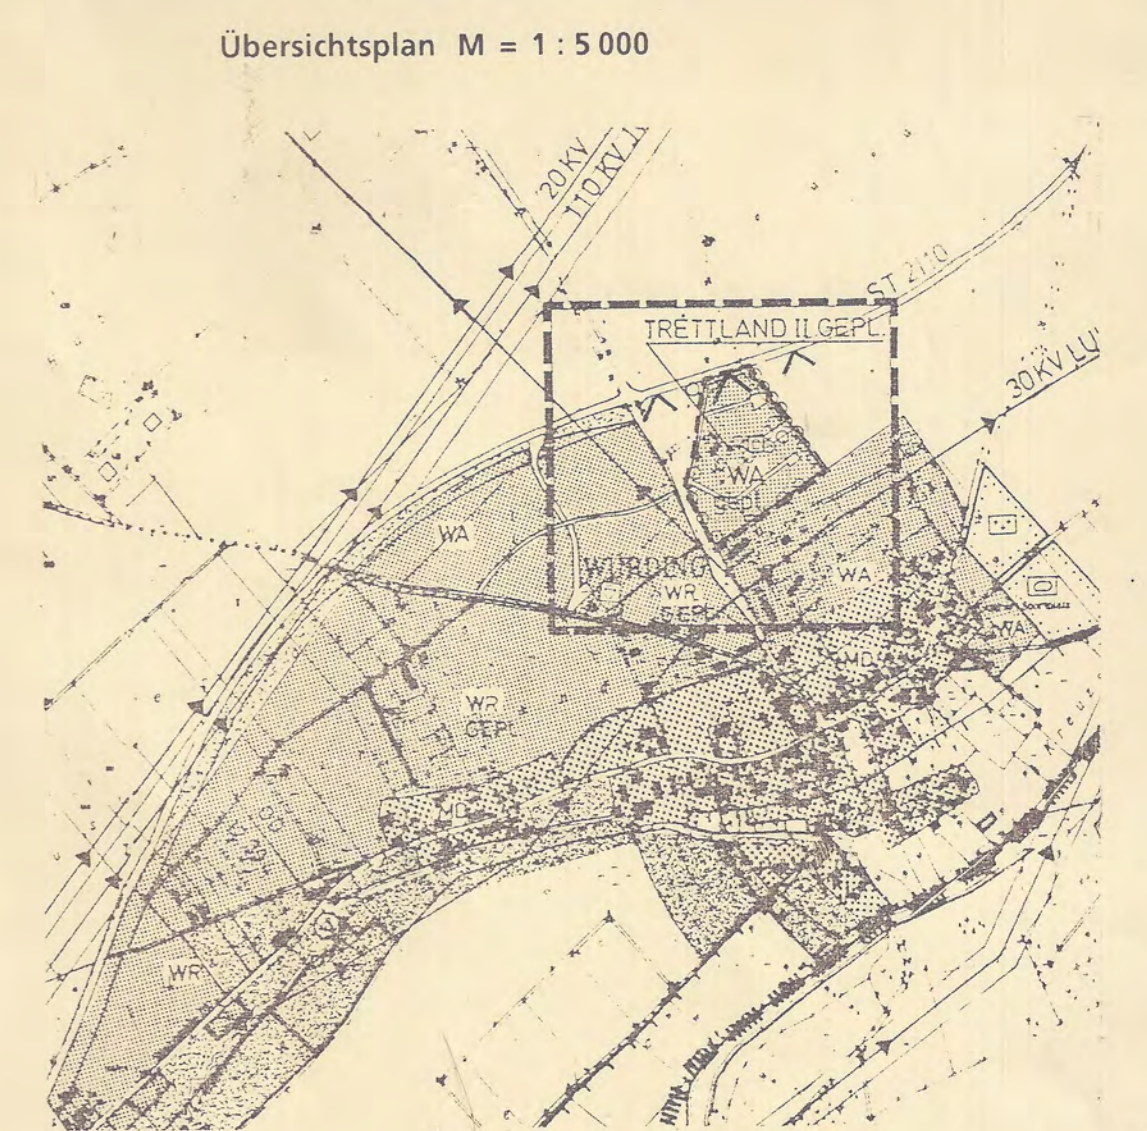 Übersichtsplan M = 1 : 5 000
20 KV
110 KV
ST 2110
TRETTLAND II GEPL.
30 KV
WA
gepl
WA
WÜRDING
WR
GEPL
WA
WA
MD
WR
GEPL
MD
WR